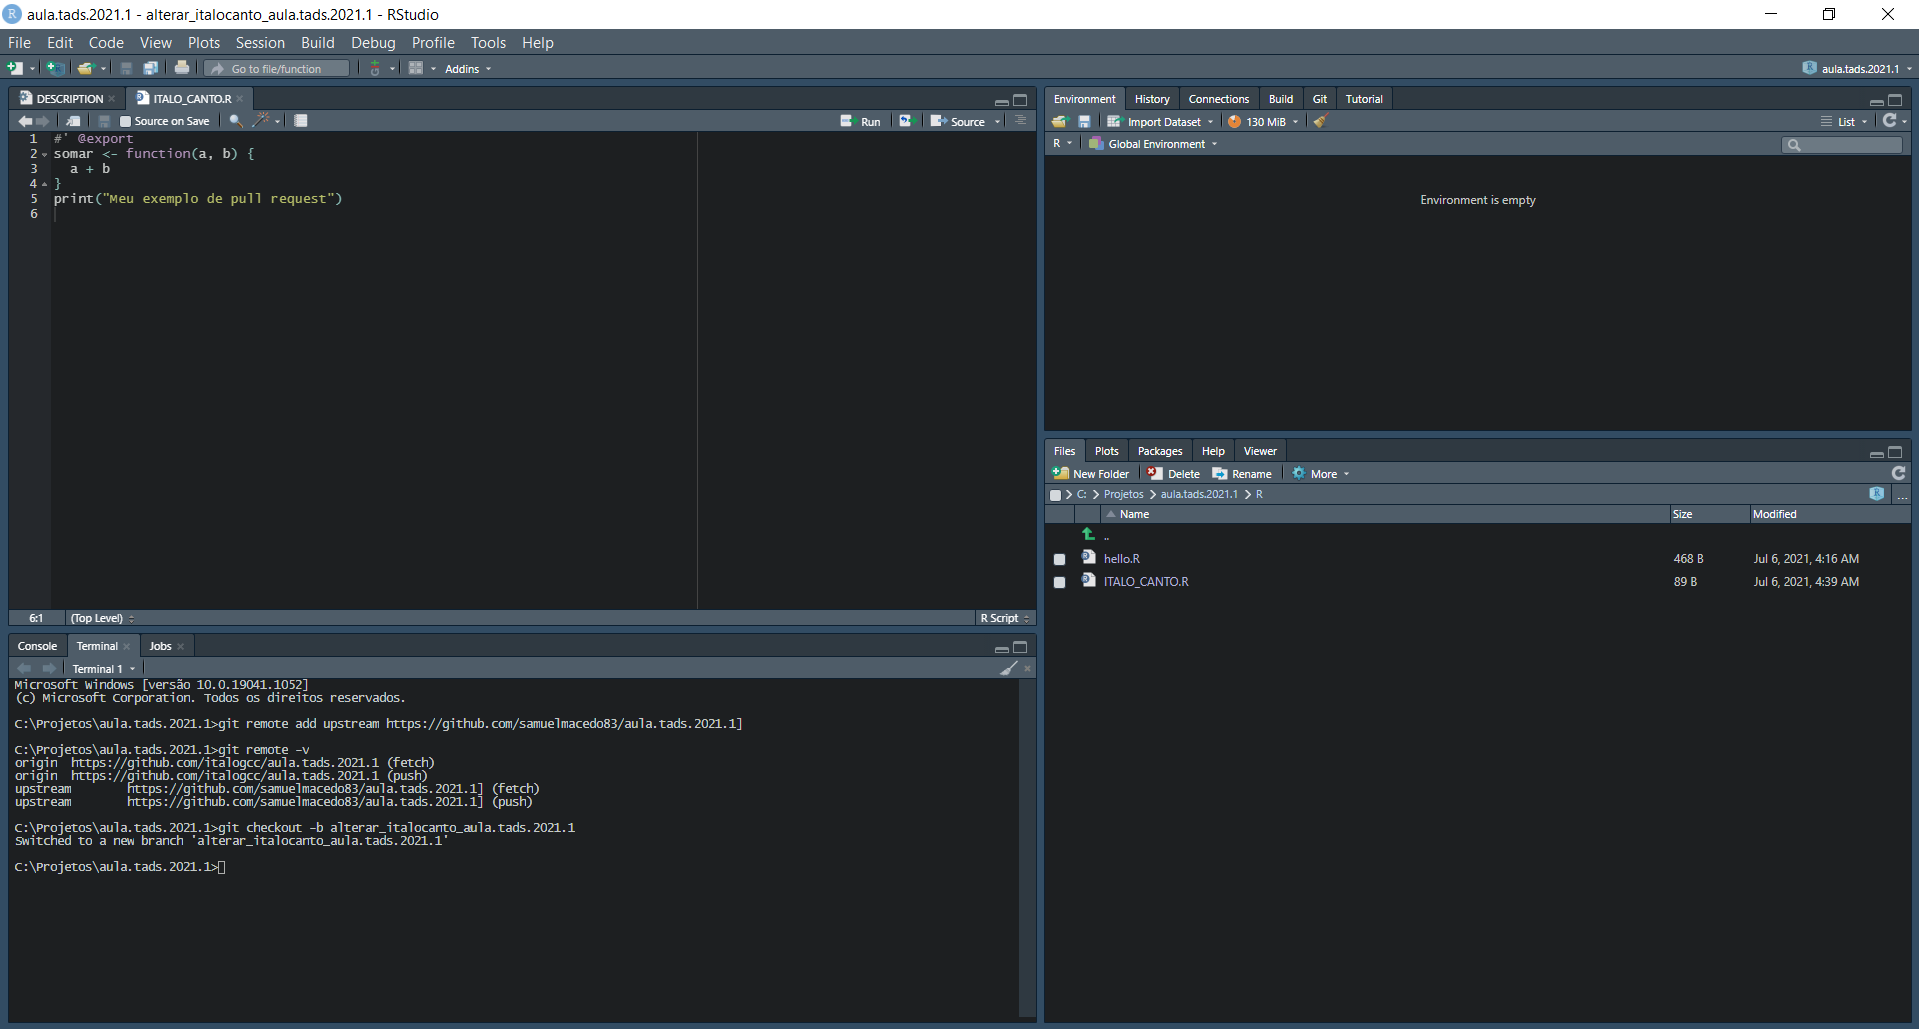 aula.tads.2021.1 - alterar_italocanto_aula.tads.2021.1 - RStudio
File Edit Code View Plots Session Build Debug Profile Tools Help
Go to file/function Addins aula.tads.2021.1
DESCRIPTION ITALO_CANTO.R
Source on Save Run Source
1 #' @export
2 somar <- function(a, b) {
3 a + b
4 }
5 print("Meu exemplo de pull request")
6
6:1 (Top Level) R Script
Console Terminal Jobs
Terminal 1
Microsoft Windows [versão 10.0.19041.1052]
(c) Microsoft Corporation. Todos os direitos reservados.
C:\Projetos\aula.tads.2021.1>git remote add upstream https://github.com/samuelmacedo83/aula.tads.2021.1]
C:\Projetos\aula.tads.2021.1>git remote -v
origin https://github.com/italogcc/aula.tads.2021.1 (fetch)
origin https://github.com/italogcc/aula.tads.2021.1 (push)
upstream https://github.com/samuelmacedo83/aula.tads.2021.1] (fetch)
upstream https://github.com/samuelmacedo83/aula.tads.2021.1] (push)
C:\Projetos\aula.tads.2021.1>git checkout -b alterar_italocanto_aula.tads.2021.1
Switched to a new branch 'alterar_italocanto_aula.tads.2021.1'
C:\Projetos\aula.tads.2021.1>
Environment History Connections Build Git Tutorial
Import Dataset 130 MiB List
R Global Environment
Environment is empty
Files Plots Packages Help Viewer
New Folder Delete Rename More
C: Projetos aula.tads.2021.1 R ...
Name Size Modified
..
hello.R 468 B Jul 6, 2021, 4:16 AM
ITALO_CANTO.R 89 B Jul 6, 2021, 4:39 AM